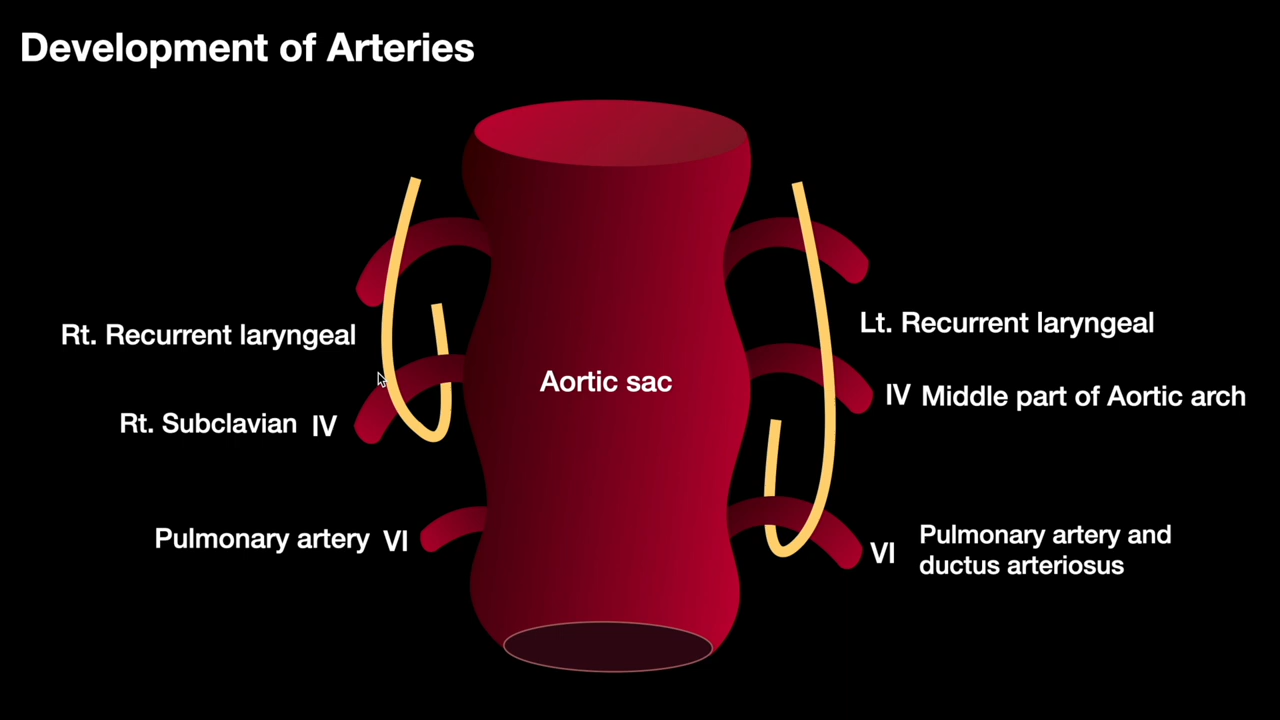 Development of Arteries
Rt. Recurrent laryngeal
Lt. Recurrent laryngeal
Aortic sac
IV Middle part of Aortic arch
Rt. Subclavian IV
Pulmonary artery VI
VI Pulmonary artery and
ductus arteriosus